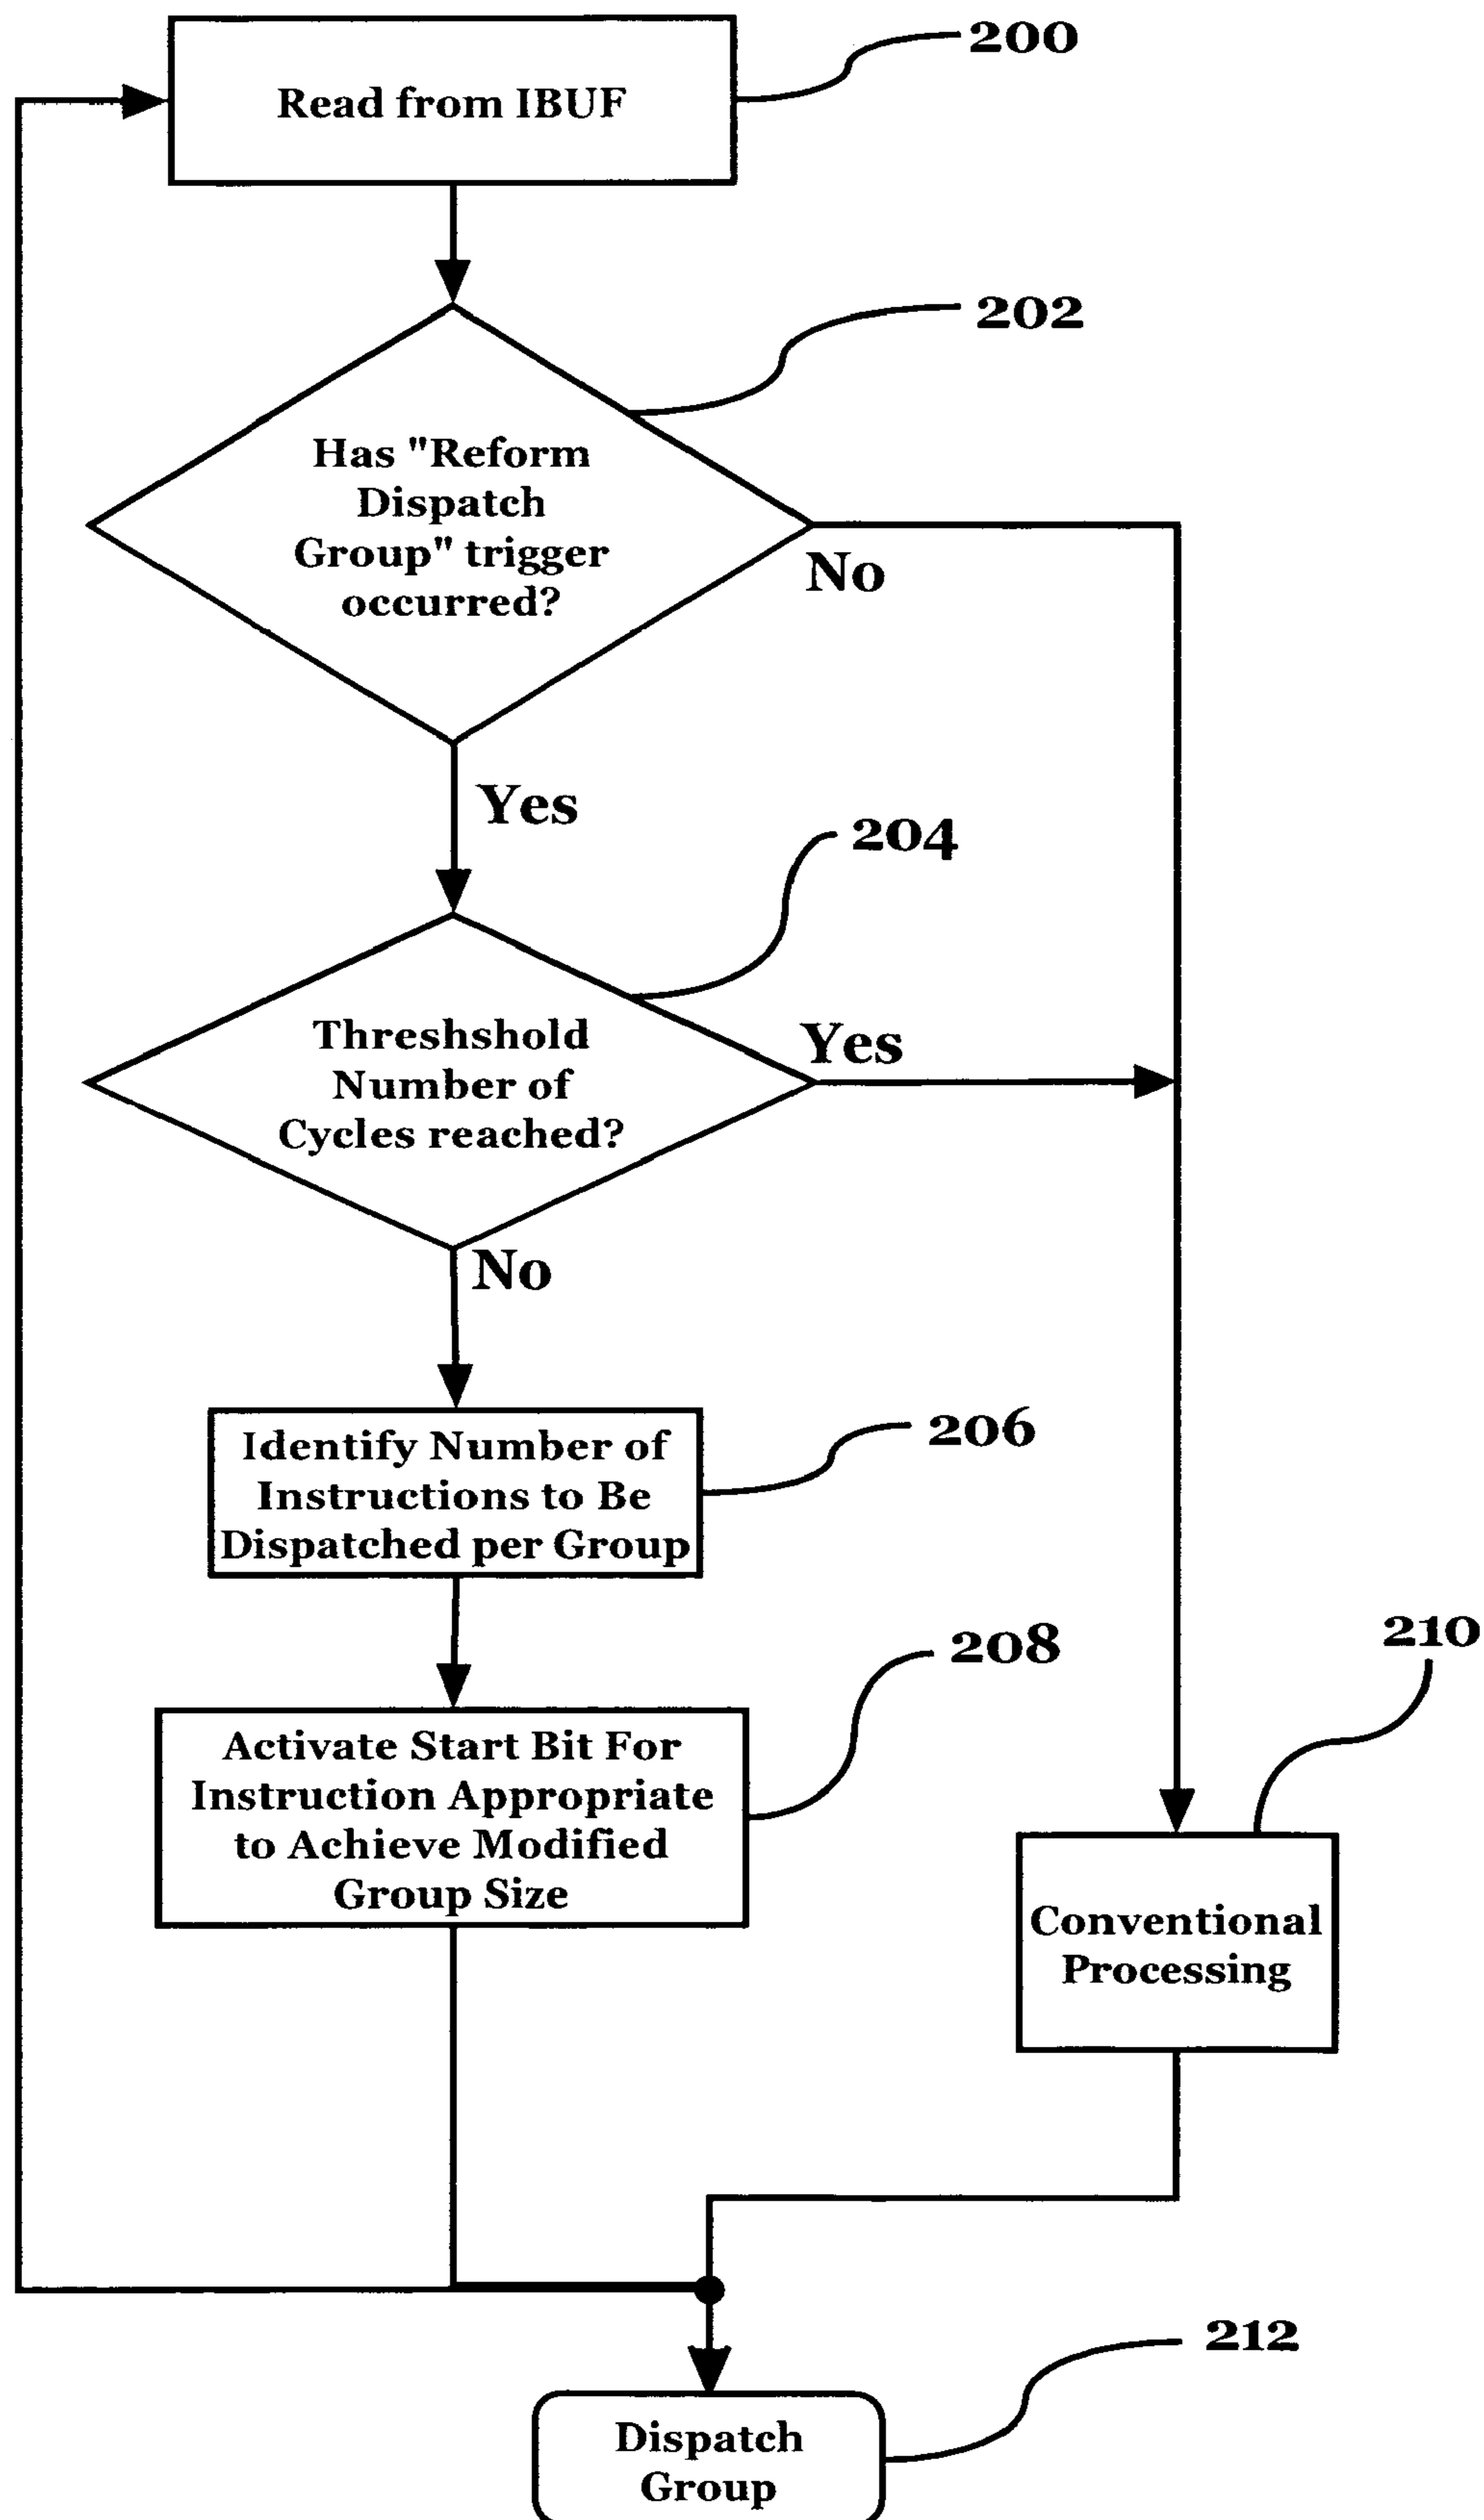 200
Read from IBUF
202
Has "Reform
Dispatch
Group" trigger
occurred?
No
Yes
204
Threshshold
Number of
Cycles reached?
Yes
No
206
Identify Number of
Instructions to Be
Dispatched per Group
208
210
Activate Start Bit For
Instruction Appropriate
to Achieve Modified
Group Size
Conventional
Processing
212
Dispatch
Group